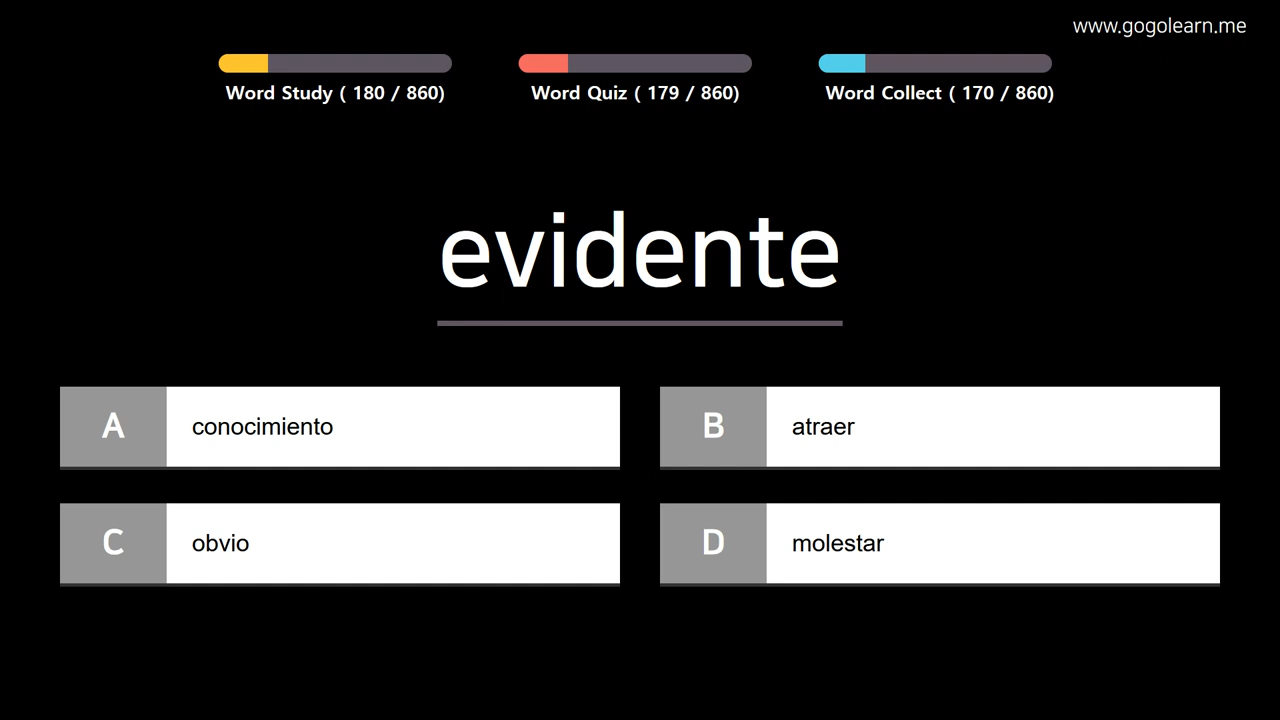 www.gogolearn.me
Word Study ( 180 / 860)
Word Quiz ( 179 / 860)
Word Collect ( 170 / 860)
evidente
A conocimiento
B atraer
C obvio
D molestar